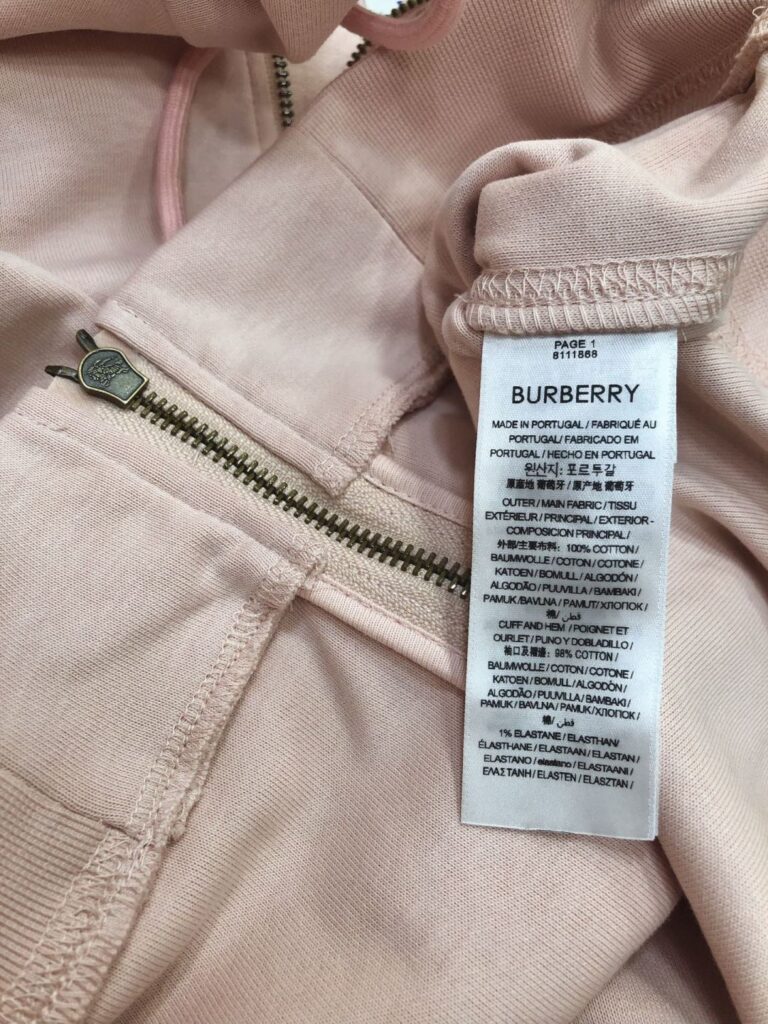 PAGE 1
8111868
BURBERRY
MADE IN PORTUGAL / FABRIQUÉ AU
PORTUGAL/ FABRICADO EM
PORTUGAL / HECHO EN PORTUGAL
원산지: 포르투갈
原産地 葡萄牙 / 原产地 葡萄牙
OUTER / MAIN FABRIC / TISSU
EXTÉRIEUR / PRINCIPAL / EXTERIOR -
COMPOSICION PRINCIPAL /
外部/主要布料: 100% COTTON /
BAUMWOLLE / COTON / COTONE /
KATOEN / BOMULL / ALGODÓN /
ALGODÃO / PUUVILLA / BAMBAKI /
PAMUK /BAVLNA / PAMUT/ ХЛОПОК /
棉/ قطن /
CUFF AND HEM / POIGNET ET
OURLET / PUNO Y DOBLADILLO /
袖口及褶邊: 98% COTTON /
BAUMWOLLE / COTON / COTONE /
KATOEN / BOMULL / ALGODÓN /
ALGODÃO / PUUVILLA / BAMBAKI /
PAMUK / BAVLNA / PAMUK / ХЛОПОК /
棉/ قطن /
1% ELASTANE / ELASTHAN/
ÉLASTHANE / ELASTAAN / ELASTAN /
ELASTANO / elastano / ELASTAANI /
ΕΛΑΣΤΑΝΗ / ELASTEN / ELASZTAN /